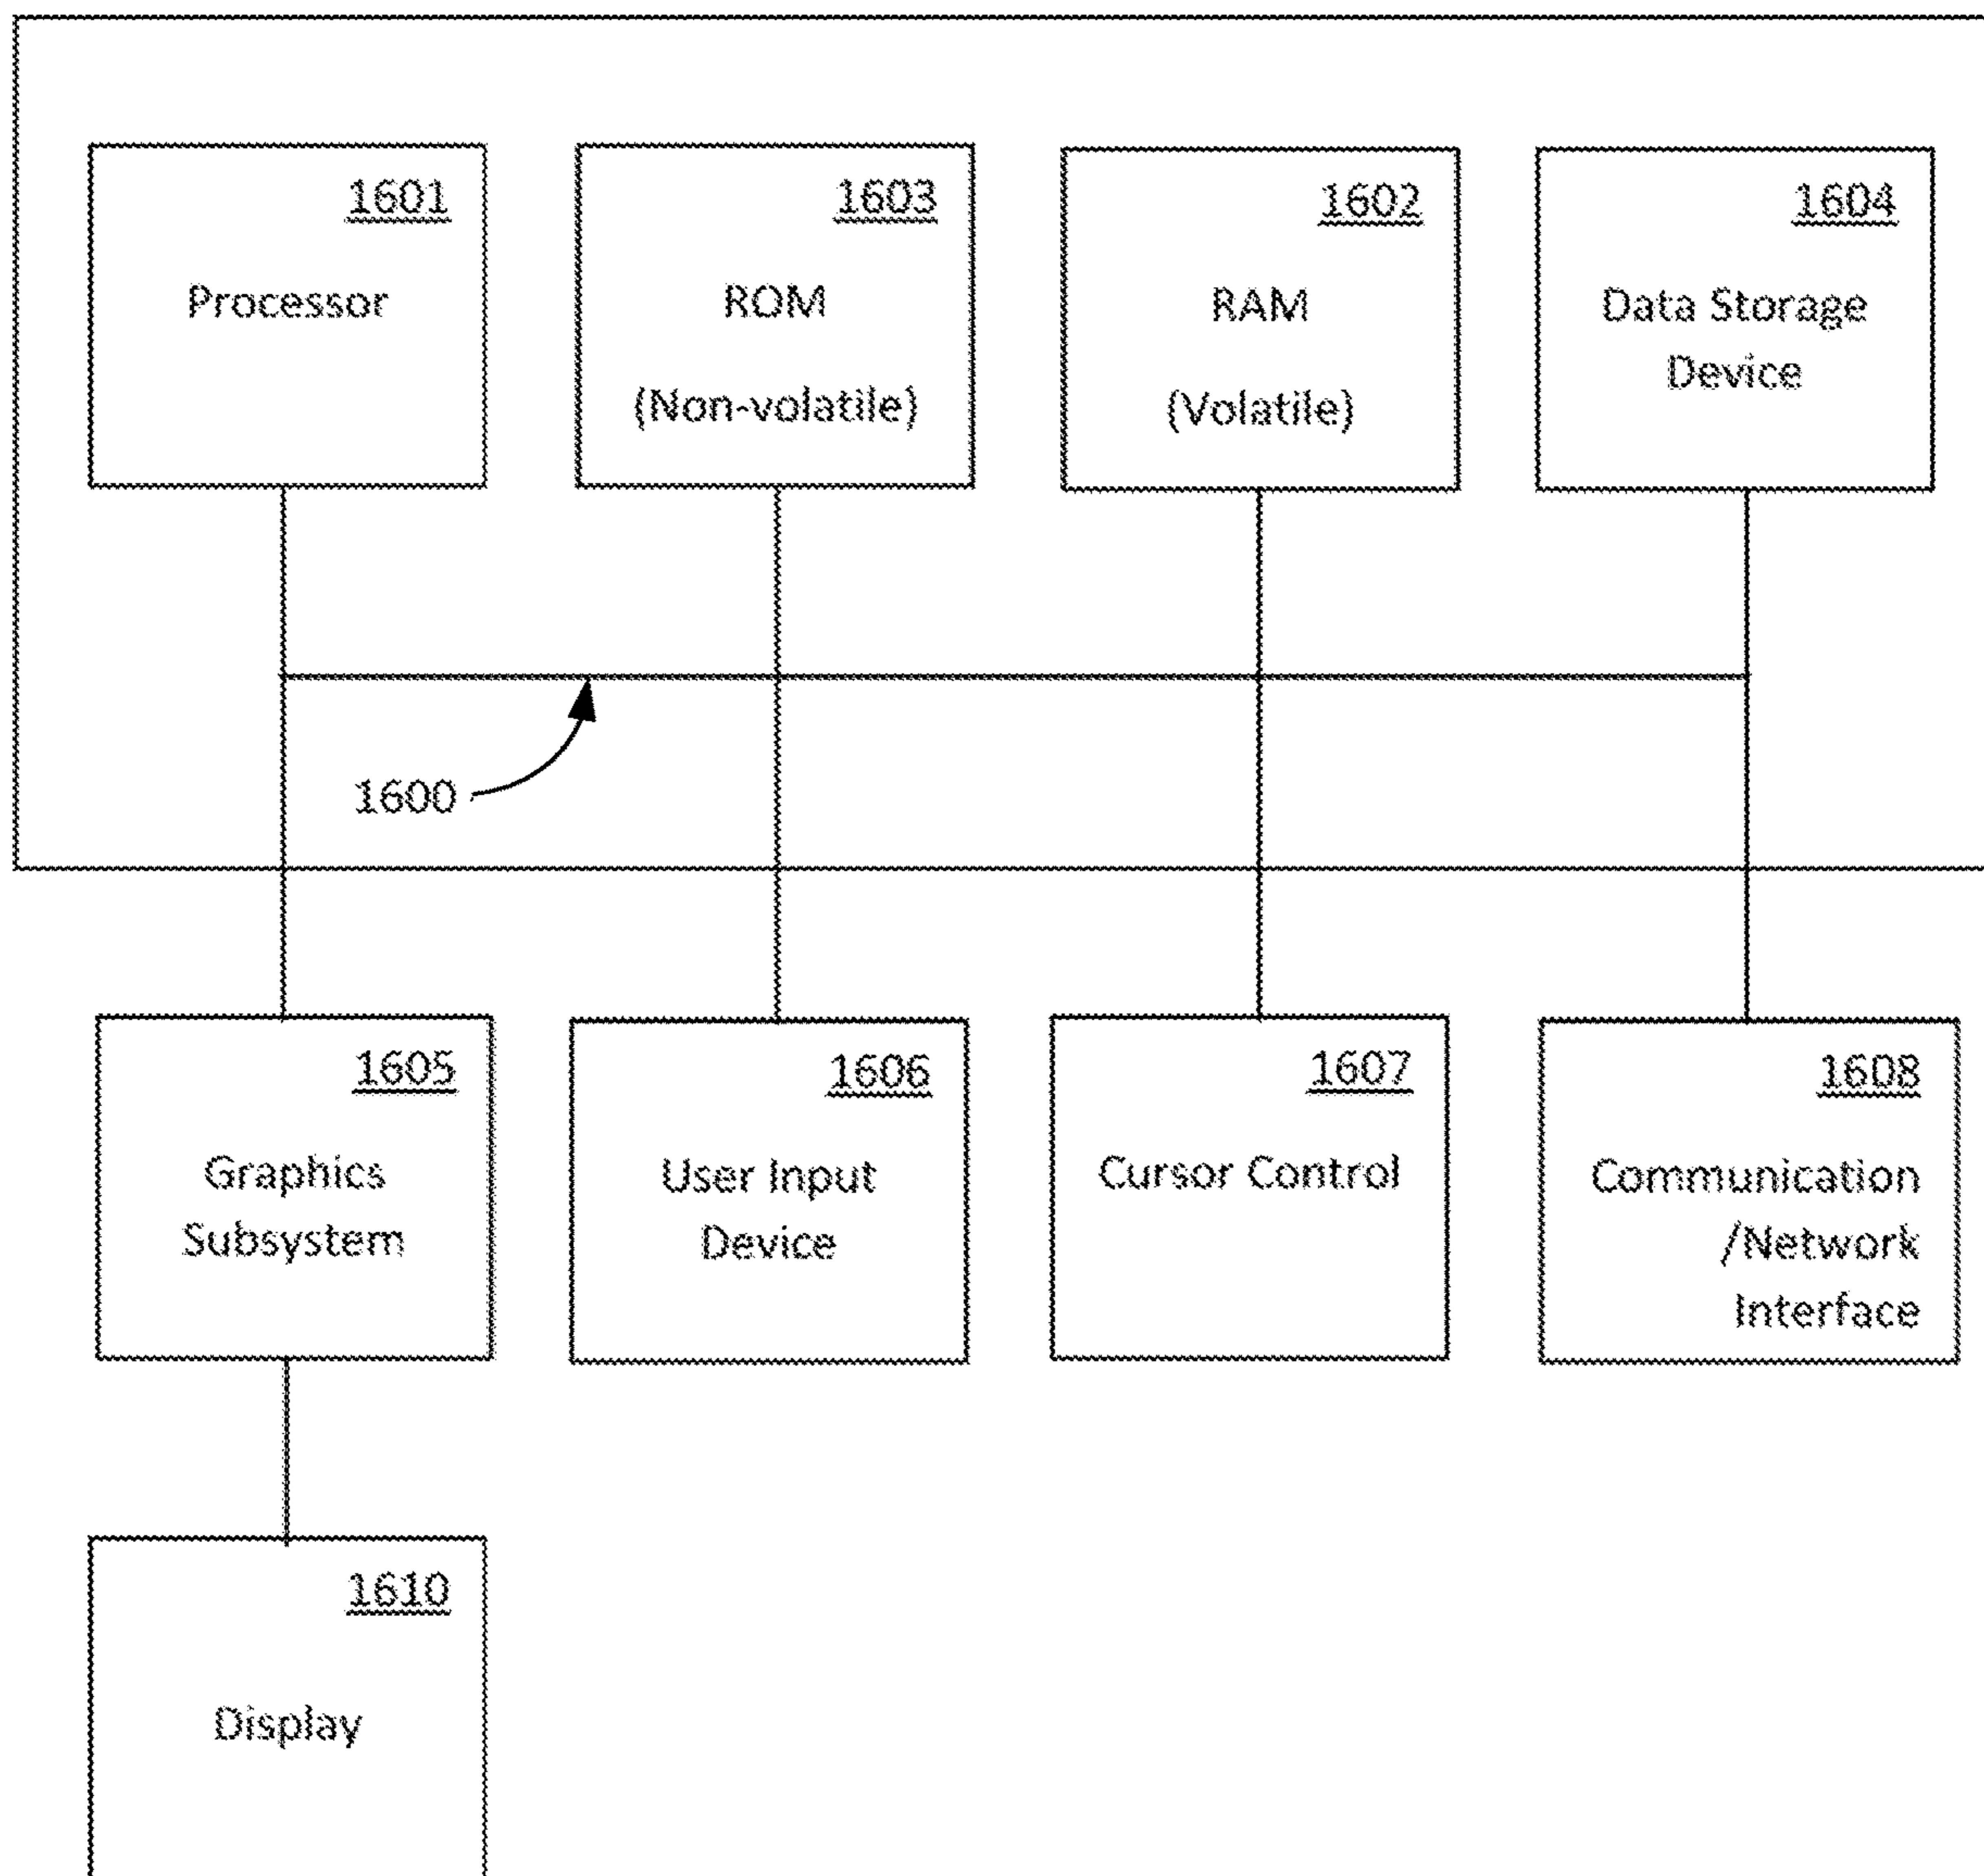 1601
Processor
1603
ROM
(Non-volatile)
1602
RAM
(Volatile)
1604
Data Storage
Device
1600
1605
Graphics
Subsystem
1606
User Input
Device
1607
Cursor Control
1608
Communication
/Network
Interface
1610
Display